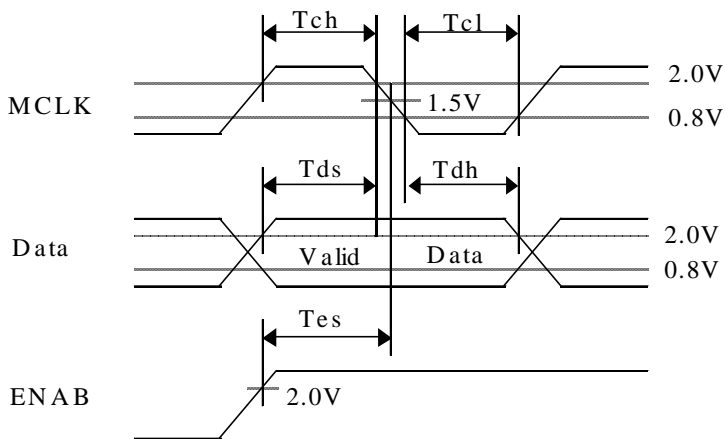 Tch Tcl
2.0V
MCLK 1.5V
0.8V
Tds Tdh
Data 2.0V
Valid Data
0.8V
Tes
ENAB 2.0V